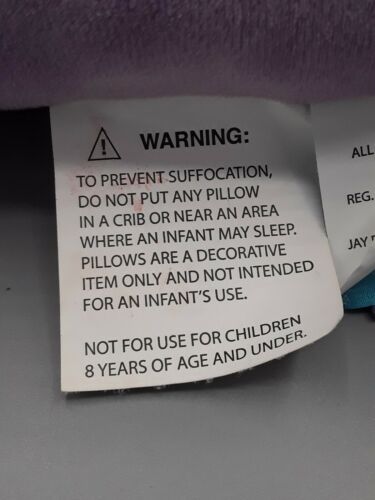 WARNING:
TO PREVENT SUFFOCATION,
DO NOT PUT ANY PILLOW
IN A CRIB OR NEAR AN AREA
WHERE AN INFANT MAY SLEEP.
PILLOWS ARE A DECORATIVE
ITEM ONLY AND NOT INTENDED
FOR AN INFANT'S USE.
NOT FOR USE FOR CHILDREN
8 YEARS OF AGE AND UNDER.
ALL
REG.
JAY